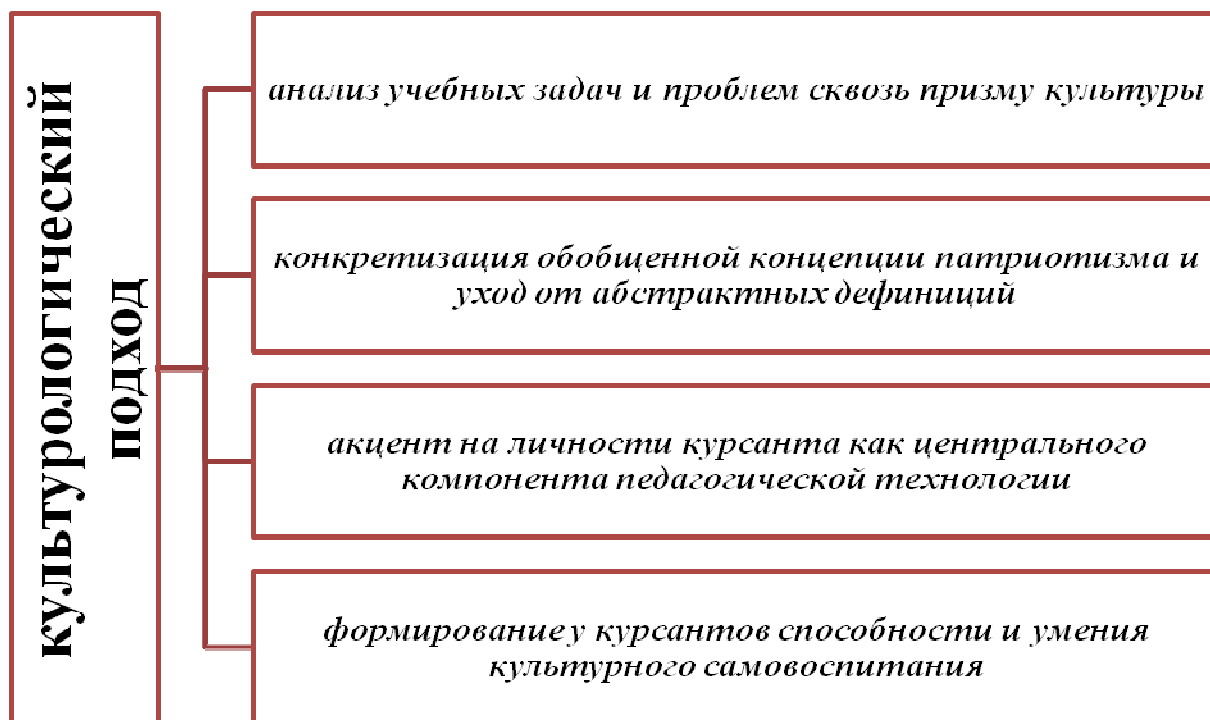 культурологический
подход
анализ учебных задач и проблем сквозь призму культуры
конкретизация обобщенной концепции патриотизма и
уход от абстрактных дефиниций
акцент на личности курсанта как центрального
компонента педагогической технологии
формирование у курсантов способности и умения
культурного самовоспитания